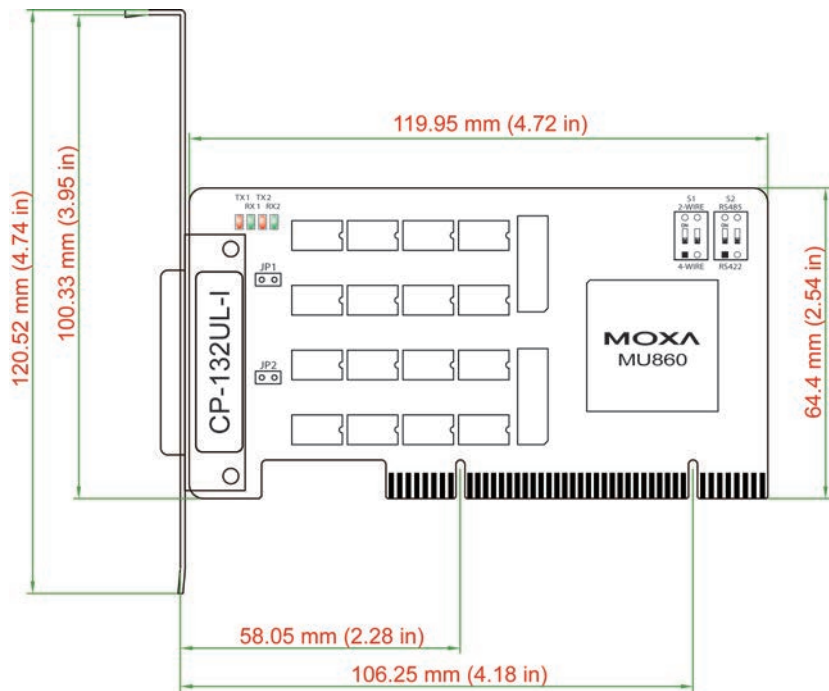 119.95 mm (4.72 in)
120.52 mm (4.74 in)
100.33 mm (3.95 in)
TX1 TX2
RX1 RX2
S1 S2
2-WIRE RS485
ON ON
4-WIRE RS422
JP1
CP-132UL-I
MOXA
MU860
64.4 mm (2.54 in)
JP2
58.05 mm (2.28 in)
106.25 mm (4.18 in)